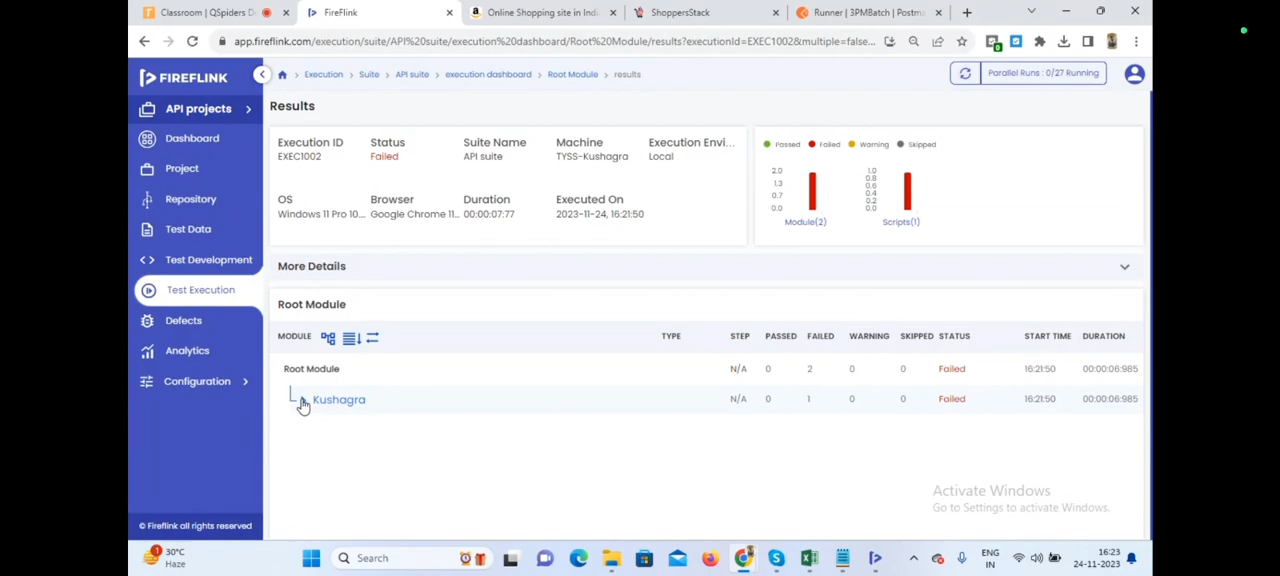 Classroom | QSpiders D
FireFlink
Online Shopping site in Indi
ShoppersStack
Runner | 3PMBatch | Postma
app.fireflink.com/execution/suite/API%20suite/execution%20dashboard/Root%20Module/results?executionId=EXEC1002&multiple=false...
FIREFLINK
Execution > Suite > API suite > execution dashboard > Root Module > results
Parallel Runs : 0/27 Running
API projects
Dashboard
Project
Repository
Test Data
Test Development
Test Execution
Defects
Analytics
Configuration
© Fireflink all rights reserved
Results
Execution ID Status Suite Name Machine Execution Envi...
EXEC1002 Failed API suite TYSS-Kushagra Local
OS Browser Duration Executed On
Windows 11 Pro 10... Google Chrome 11... 00:00:07:77 2023-11-24, 16:21:50
Passed Failed Warning Skipped
2.0
1.3
0.7
0.0
Module(2)
1.0
0.8
0.6
0.4
0.2
0.0
Scripts(1)
More Details
Root Module
MODULE TYPE STEP PASSED FAILED WARNING SKIPPED STATUS START TIME DURATION
Root Module N/A 0 2 0 0 Failed 16:21:50 00:00:06:985
Kushagra N/A 0 1 0 0 Failed 16:21:50 00:00:06:985
Activate Windows
Go to Settings to activate Windows.
1
30°C
Haze
Search
ENG
IN
16:23
24-11-2023